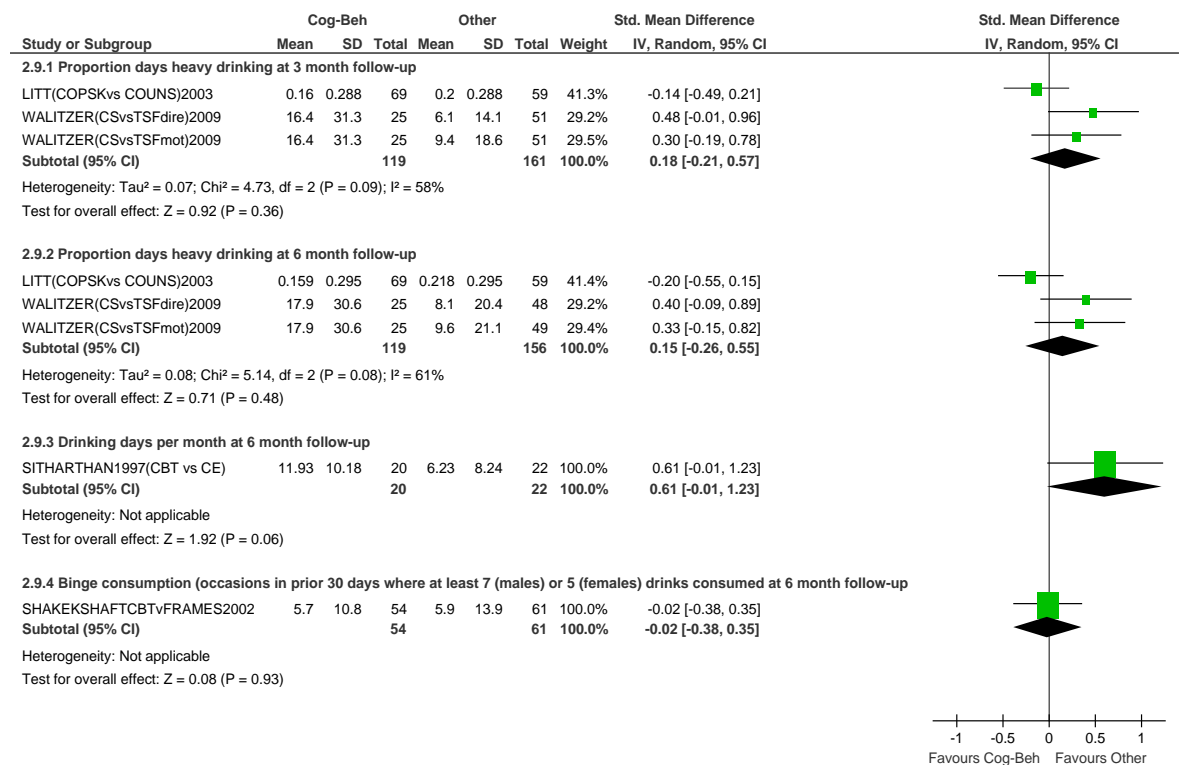 Cog-Beh Other Std. Mean Difference Std. Mean Difference
Study or Subgroup Mean SD Total Mean SD Total Weight IV, Random, 95% CI IV, Random, 95% CI
2.9.1 Proportion days heavy drinking at 3 month follow-up
LITT(COPSKvs COUNS)2003 0.16 0.288 69 0.2 0.288 59 41.3% -0.14 [-0.49, 0.21]
WALITZER(CSvsTSFdire)2009 16.4 31.3 25 6.1 14.1 51 29.2% 0.48 [-0.01, 0.96]
WALITZER(CSvsTSFmot)2009 16.4 31.3 25 9.4 18.6 51 29.5% 0.30 [-0.19, 0.78]
Subtotal (95% CI) 119 161 100.0% 0.18 [-0.21, 0.57]
Heterogeneity: Tau² = 0.07; Chi² = 4.73, df = 2 (P = 0.09); I² = 58%
Test for overall effect: Z = 0.92 (P = 0.36)
2.9.2 Proportion days heavy drinking at 6 month follow-up
LITT(COPSKvs COUNS)2003 0.159 0.295 69 0.218 0.295 59 41.4% -0.20 [-0.55, 0.15]
WALITZER(CSvsTSFdire)2009 17.9 30.6 25 8.1 20.4 48 29.2% 0.40 [-0.09, 0.89]
WALITZER(CSvsTSFmot)2009 17.9 30.6 25 9.6 21.1 49 29.4% 0.33 [-0.15, 0.82]
Subtotal (95% CI) 119 156 100.0% 0.15 [-0.26, 0.55]
Heterogeneity: Tau² = 0.08; Chi² = 5.14, df = 2 (P = 0.08); I² = 61%
Test for overall effect: Z = 0.71 (P = 0.48)
2.9.3 Drinking days per month at 6 month follow-up
SITHARTHAN1997(CBT vs CE) 11.93 10.18 20 6.23 8.24 22 100.0% 0.61 [-0.01, 1.23]
Subtotal (95% CI) 20 22 100.0% 0.61 [-0.01, 1.23]
Heterogeneity: Not applicable
Test for overall effect: Z = 1.92 (P = 0.06)
2.9.4 Binge consumption (occasions in prior 30 days where at least 7 (males) or 5 (females) drinks consumed at 6 month follow-up
SHAKEKSHAFTCBTvFRAMES2002 5.7 10.8 54 5.9 13.9 61 100.0% -0.02 [-0.38, 0.35]
Subtotal (95% CI) 54 61 100.0% -0.02 [-0.38, 0.35]
Heterogeneity: Not applicable
Test for overall effect: Z = 0.08 (P = 0.93)
-1 -0.5 0 0.5 1
Favours Cog-Beh Favours Other